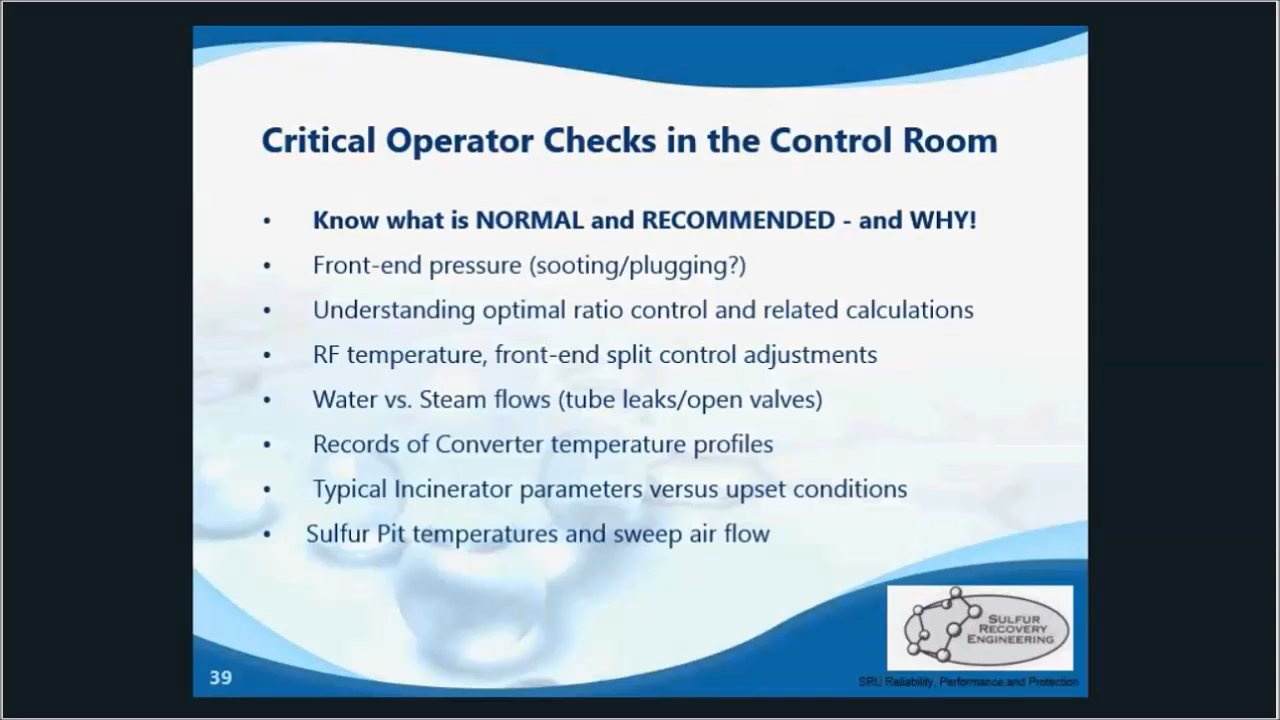 Critical Operator Checks in the Control Room
• Know what is NORMAL and RECOMMENDED - and WHY!
• Front-end pressure (sooting/plugging?)
• Understanding optimal ratio control and related calculations
• RF temperature, front-end split control adjustments
• Water vs. Steam flows (tube leaks/open valves)
• Records of Converter temperature profiles
• Typical Incinerator parameters versus upset conditions
• Sulfur Pit temperatures and sweep air flow
SULFUR
RECOVERY
ENGINEERING
SRU Reliability, Performance and Protection
39